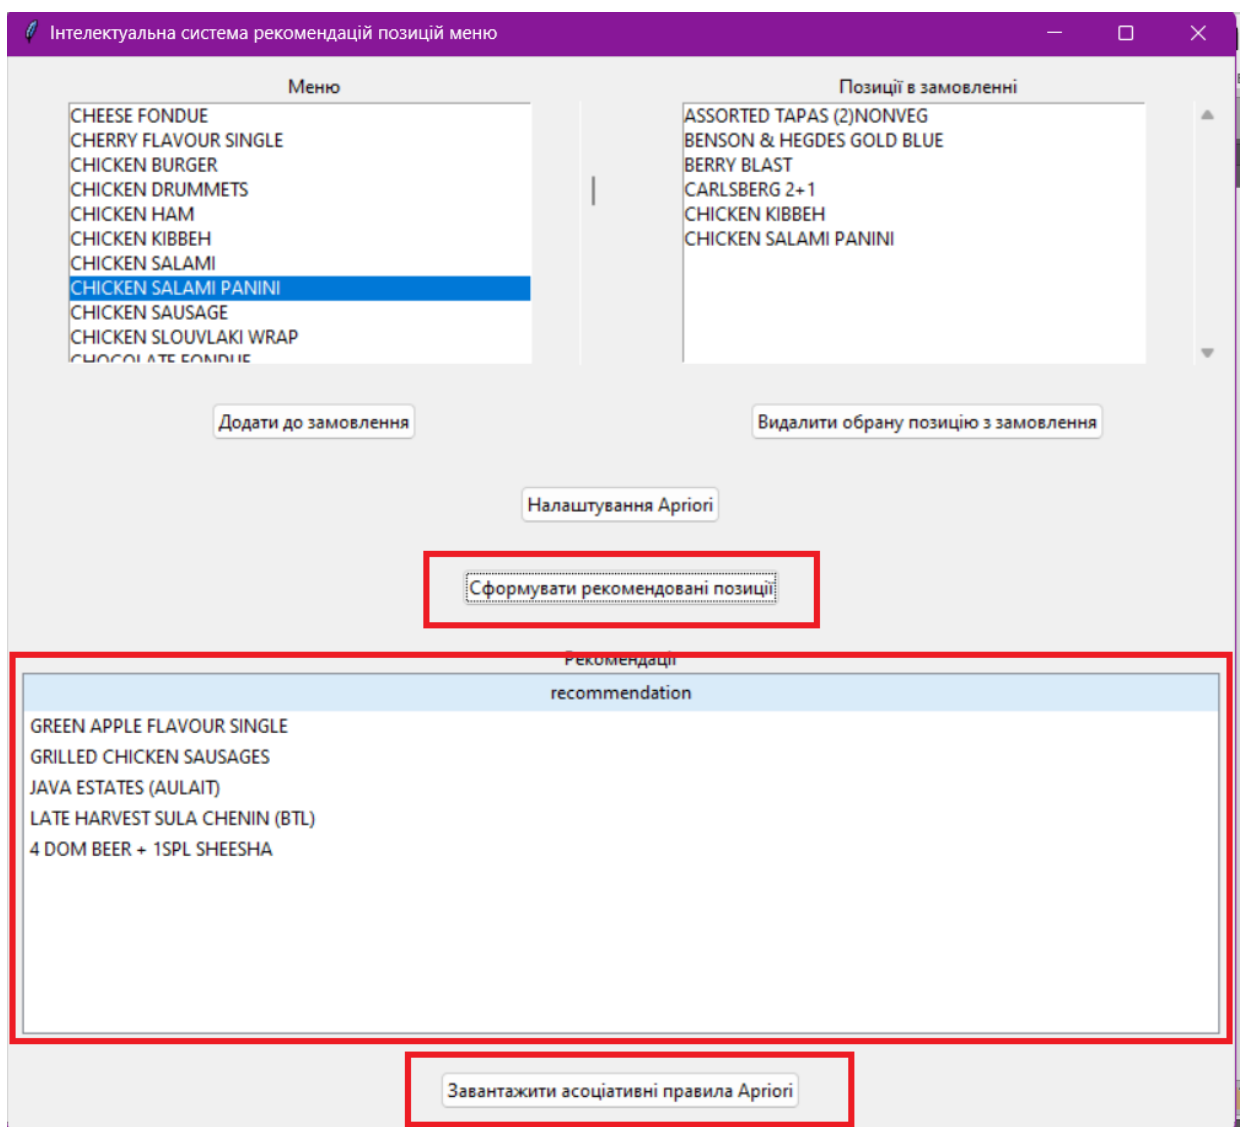 Інтелектуальна система рекомендацій позицій меню
Меню
CHEESE FONDUE
CHERRY FLAVOUR SINGLE
CHICKEN BURGER
CHICKEN DRUMMETS
CHICKEN HAM
CHICKEN KIBBEH
CHICKEN SALAMI
CHICKEN SALAMI PANINI
CHICKEN SAUSAGE
CHICKEN SLOUVLAKI WRAP
CHOCOLATE FONDUE
Позиції в замовленні
ASSORTED TAPAS (2)NONVEG
BENSON & HEGDES GOLD BLUE
BERRY BLAST
CARLSBERG 2+1
CHICKEN KIBBEH
CHICKEN SALAMI PANINI
Додати до замовлення
Видалити обрану позицію з замовлення
Налаштування Apriori
Сформувати рекомендовані позиції
Рекомендації
recommendation
GREEN APPLE FLAVOUR SINGLE
GRILLED CHICKEN SAUSAGES
JAVA ESTATES (AULAIT)
LATE HARVEST SULA CHENIN (BTL)
4 DOM BEER + 1SPL SHEESHA
Завантажити асоціативні правила Apriori